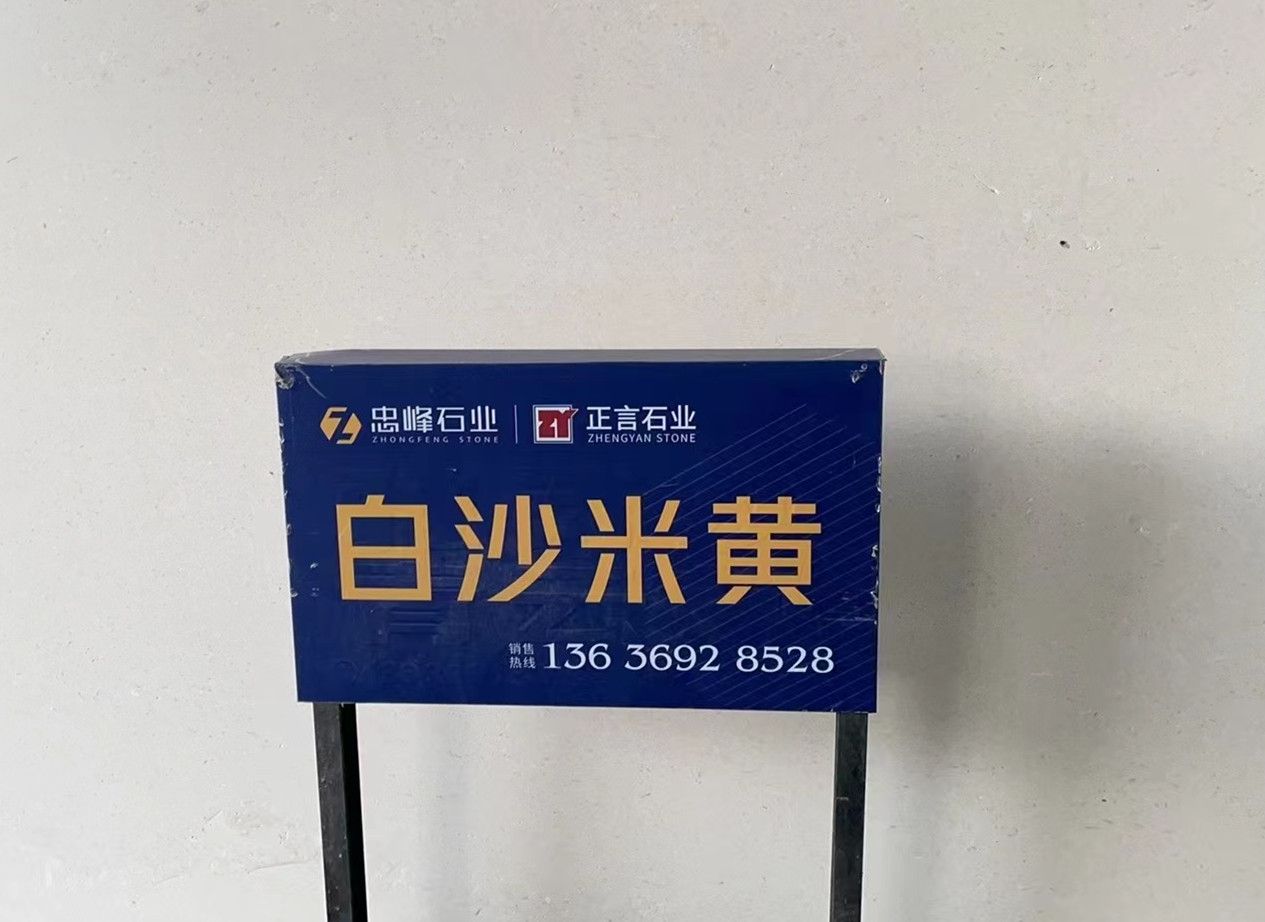 忠峰石业 正言石业
ZHONGFENG STONE ZY ZHENGYAN STONE
白沙米黄
销售热线 136 3692 8528